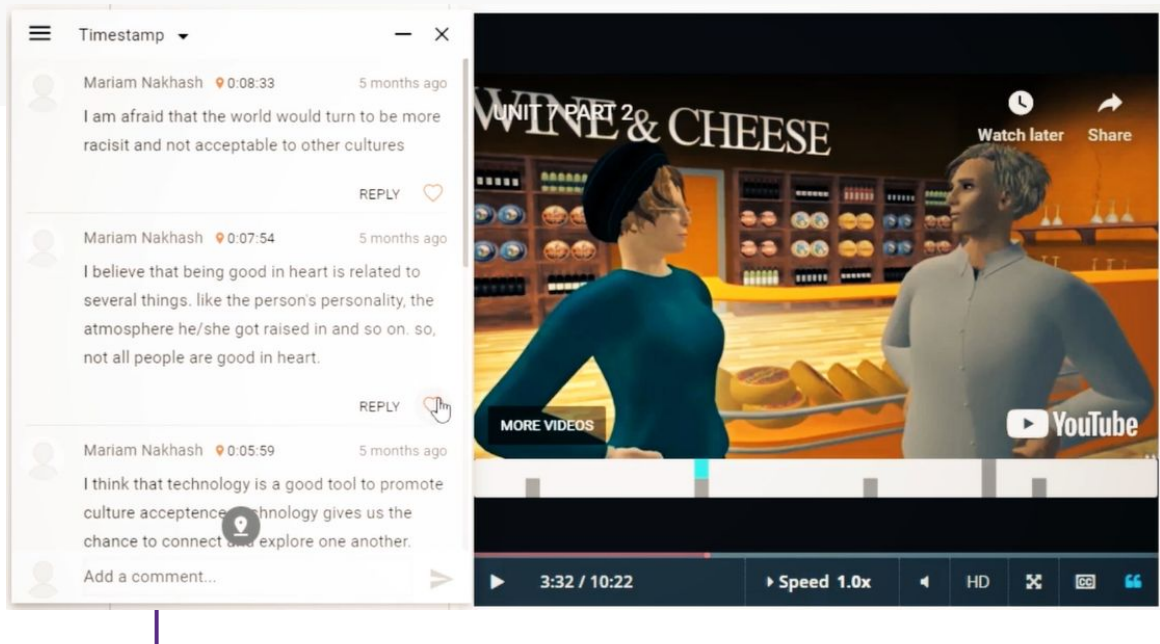 Timestamp
Mariam Nakhash 0:08:33 5 months ago
I am afraid that the world would turn to be more
racisit and not acceptable to other cultures
REPLY
Mariam Nakhash 0:07:54 5 months ago
I believe that being good in heart is related to
several things. like the person's personality, the
atmosphere he/she got raised in and so on. so,
not all people are good in heart.
REPLY
Mariam Nakhash 0:05:59 5 months ago
I think that technology is a good tool to promote
culture acceptence
gives us the
chance to connect and explore one another.
Add a comment...
UNIT 7 PART 2
WINE & CHEESE
Watch later
Share
MORE VIDEOS
YouTube
3:32 / 10:22
Speed 1.0x
HD
CC